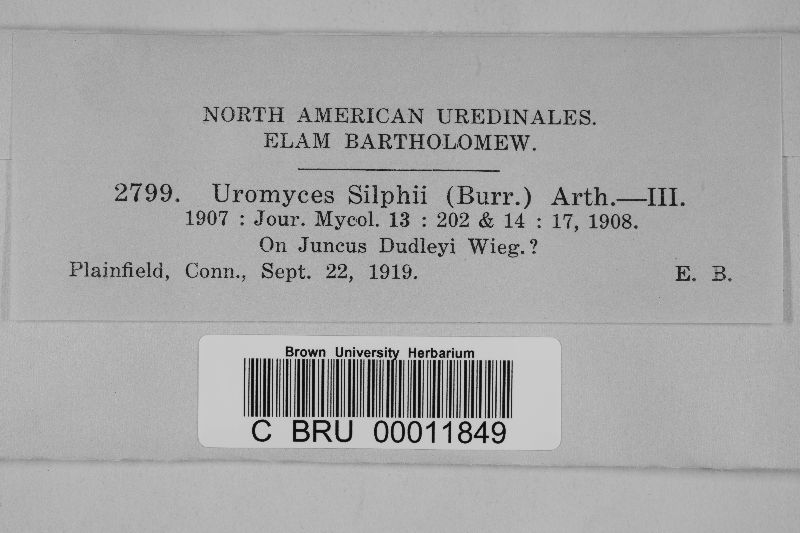 NORTH AMERICAN UREDINALES.
ELAM BARTHOLOMEW.
2799. Uromyces Silphii (Burr.) Arth.—III.
1907 : Jour. Mycol. 13 : 202 & 14 : 17, 1908.
On Juncus Dudleyi Wieg.?
Plainfield, Conn., Sept. 22, 1919. E. B.
Brown University Herbarium
C BRU 00011849